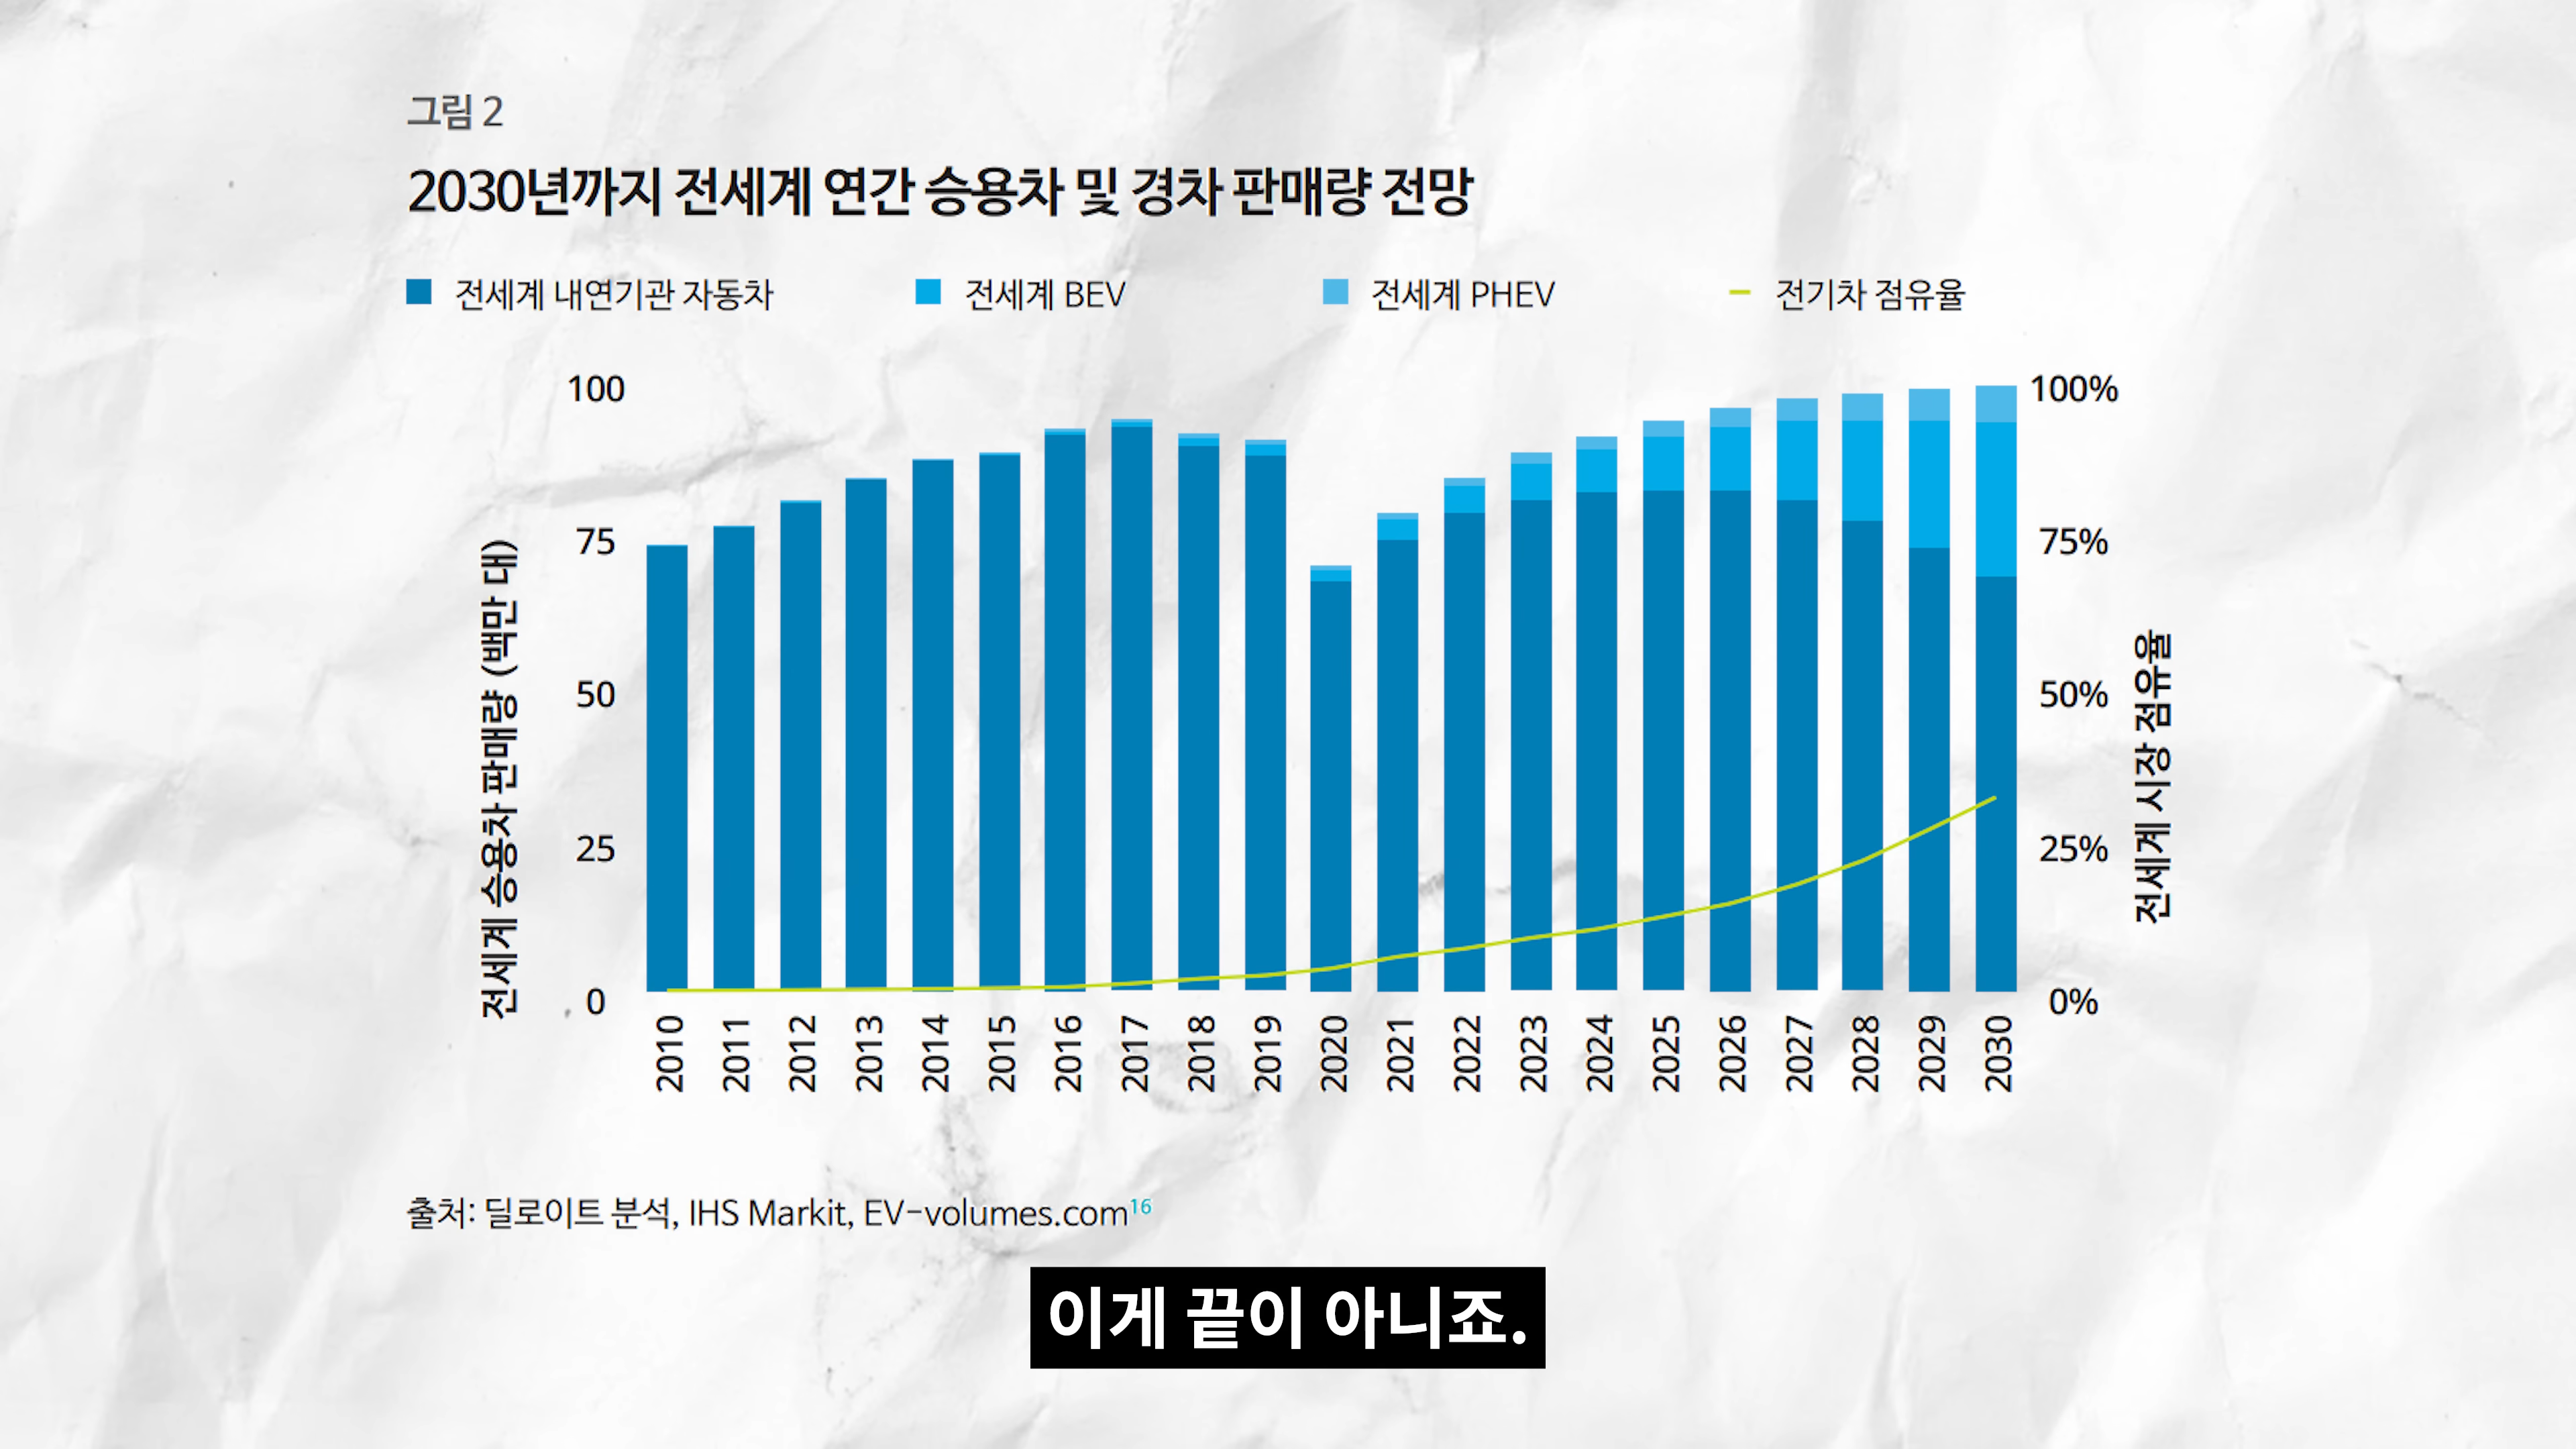 그림 2
2030년까지 전세계 연간 승용차 및 경차 판매량 전망
전세계 내연기관 자동차 전세계 BEV 전세계 PHEV 전기차 점유율
전세계 승용차 판매량 (백만 대)
100
75
50
25
0
100%
75%
50%
25%
0%
전세계 시장 점유율
2010 2011 2012 2013 2014 2015 2016 2017 2018 2019 2020 2021 2022 2023 2024 2025 2026 2027 2028 2029 2030
출처: 딜로이트 분석, IHS Markit, EV-volumes.com16
이게 끝이 아니죠.